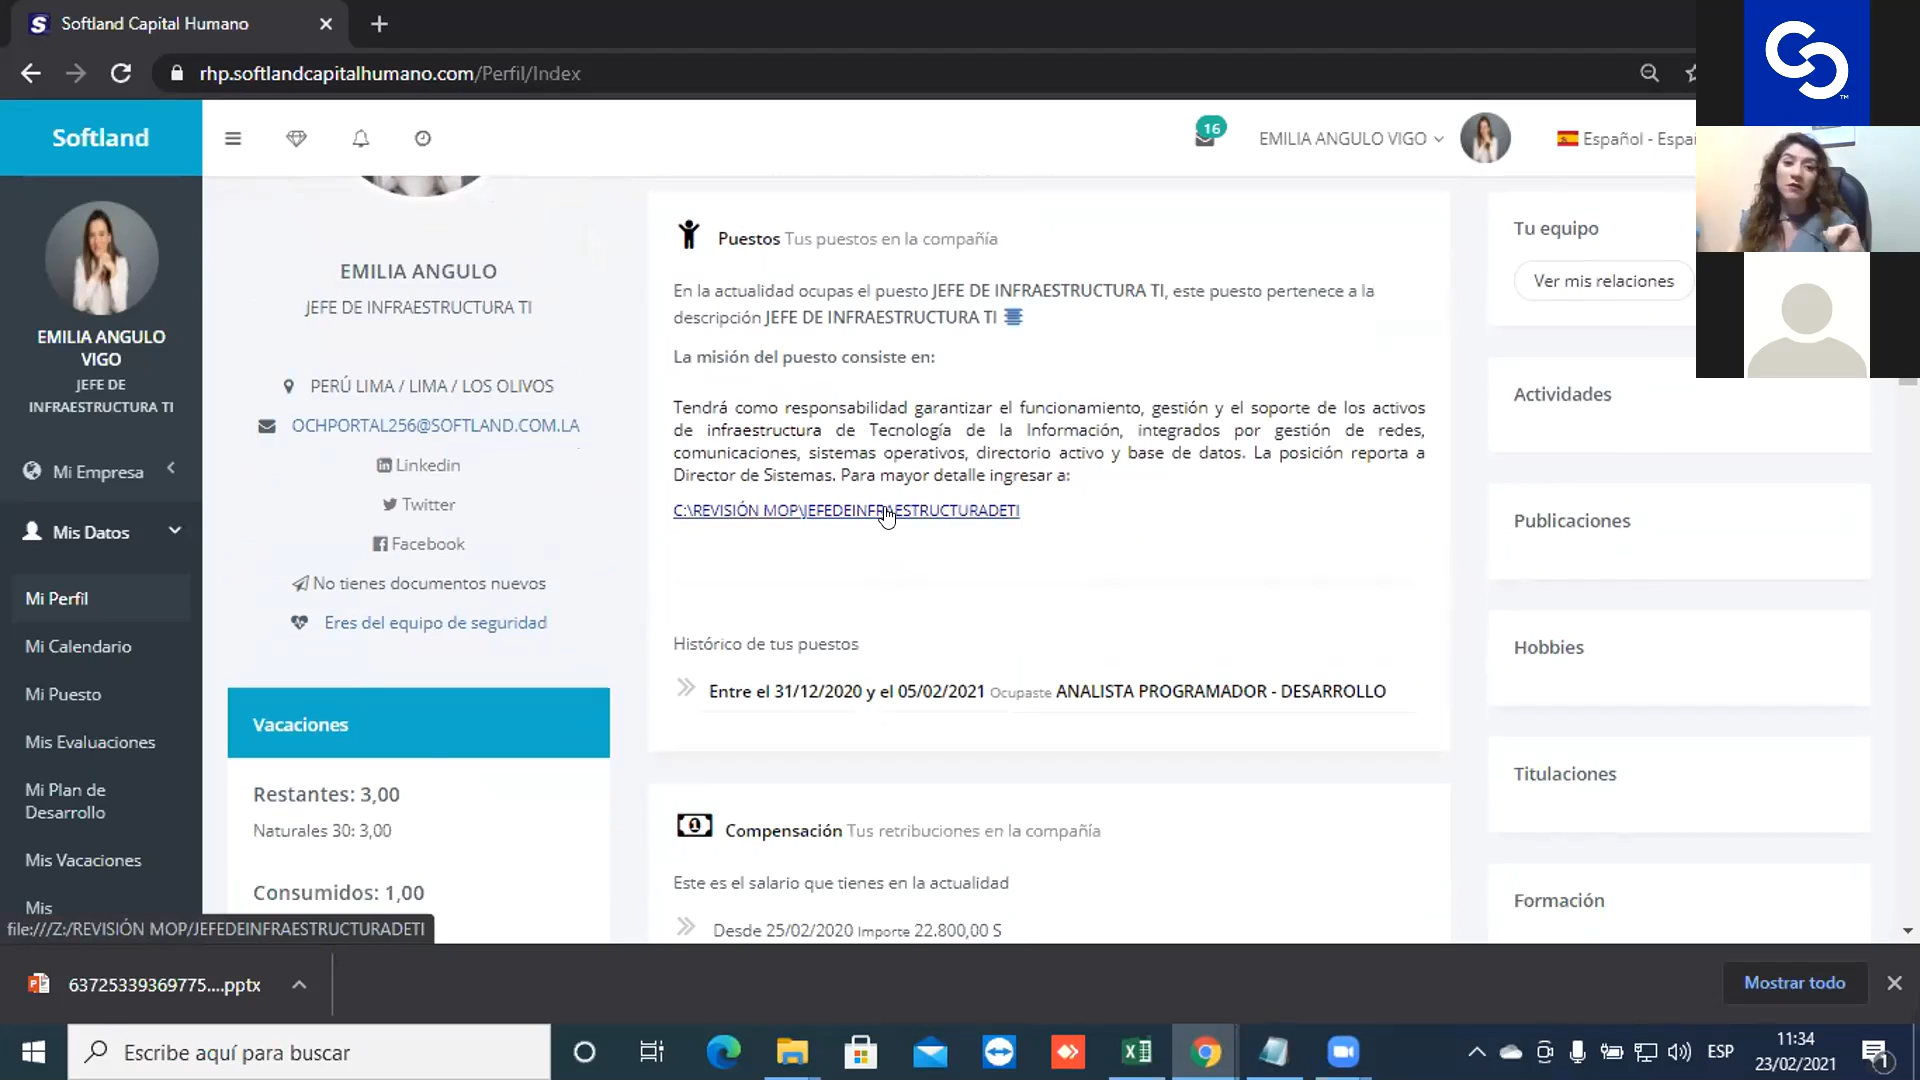 Softland Capital Humano
rhp.softlandcapitalhumano.com/Perfil/Index
Softland
16
EMILIA ANGULO VIGO
Español - Espa
EMILIA ANGULO
VIGO
JEFE DE
INFRAESTRUCTURA TI
Mi Empresa
Mis Datos
Mi Perfil
Mi Calendario
Mi Puesto
Mis Evaluaciones
Mi Plan de
Desarrollo
Mis Vacaciones
Mis
file:///Z:/REVISIÓN MOP/JEFEDEINFRAESTRUCTURADETI
EMILIA ANGULO
JEFE DE INFRAESTRUCTURA TI
PERÚ LIMA / LIMA / LOS OLIVOS
OCHPORTAL256@SOFTLAND.COM.LA
Linkedin
Twitter
Facebook
No tienes documentos nuevos
Eres del equipo de seguridad
Vacaciones
Restantes: 3,00
Naturales 30: 3,00
Consumidos: 1,00
Puestos Tus puestos en la compañía
En la actualidad ocupas el puesto JEFE DE INFRAESTRUCTURA TI, este puesto pertenece a la
descripción JEFE DE INFRAESTRUCTURA TI
La misión del puesto consiste en:
Tendrá como responsabilidad garantizar el funcionamiento, gestión y el soporte de los activos
de infraestructura de Tecnología de la Información, integrados por gestión de redes,
comunicaciones, sistemas operativos, directorio activo y base de datos. La posición reporta a
Director de Sistemas. Para mayor detalle ingresar a:
C:\REVISIÓN MOP\JEFEDEINFRAESTRUCTURADETI
Histórico de tus puestos
Entre el 31/12/2020 y el 05/02/2021 Ocupaste ANALISTA PROGRAMADOR - DESARROLLO
Compensación Tus retribuciones en la compañía
Este es el salario que tienes en la actualidad
Desde 25/02/2020 Importe 22.800,00 S
Tu equipo
Ver mis relaciones
Actividades
Publicaciones
Hobbies
Titulaciones
Formación
63725339369775....pptx
Mostrar todo
Escribe aquí para buscar
ESP
11:34
23/02/2021
1